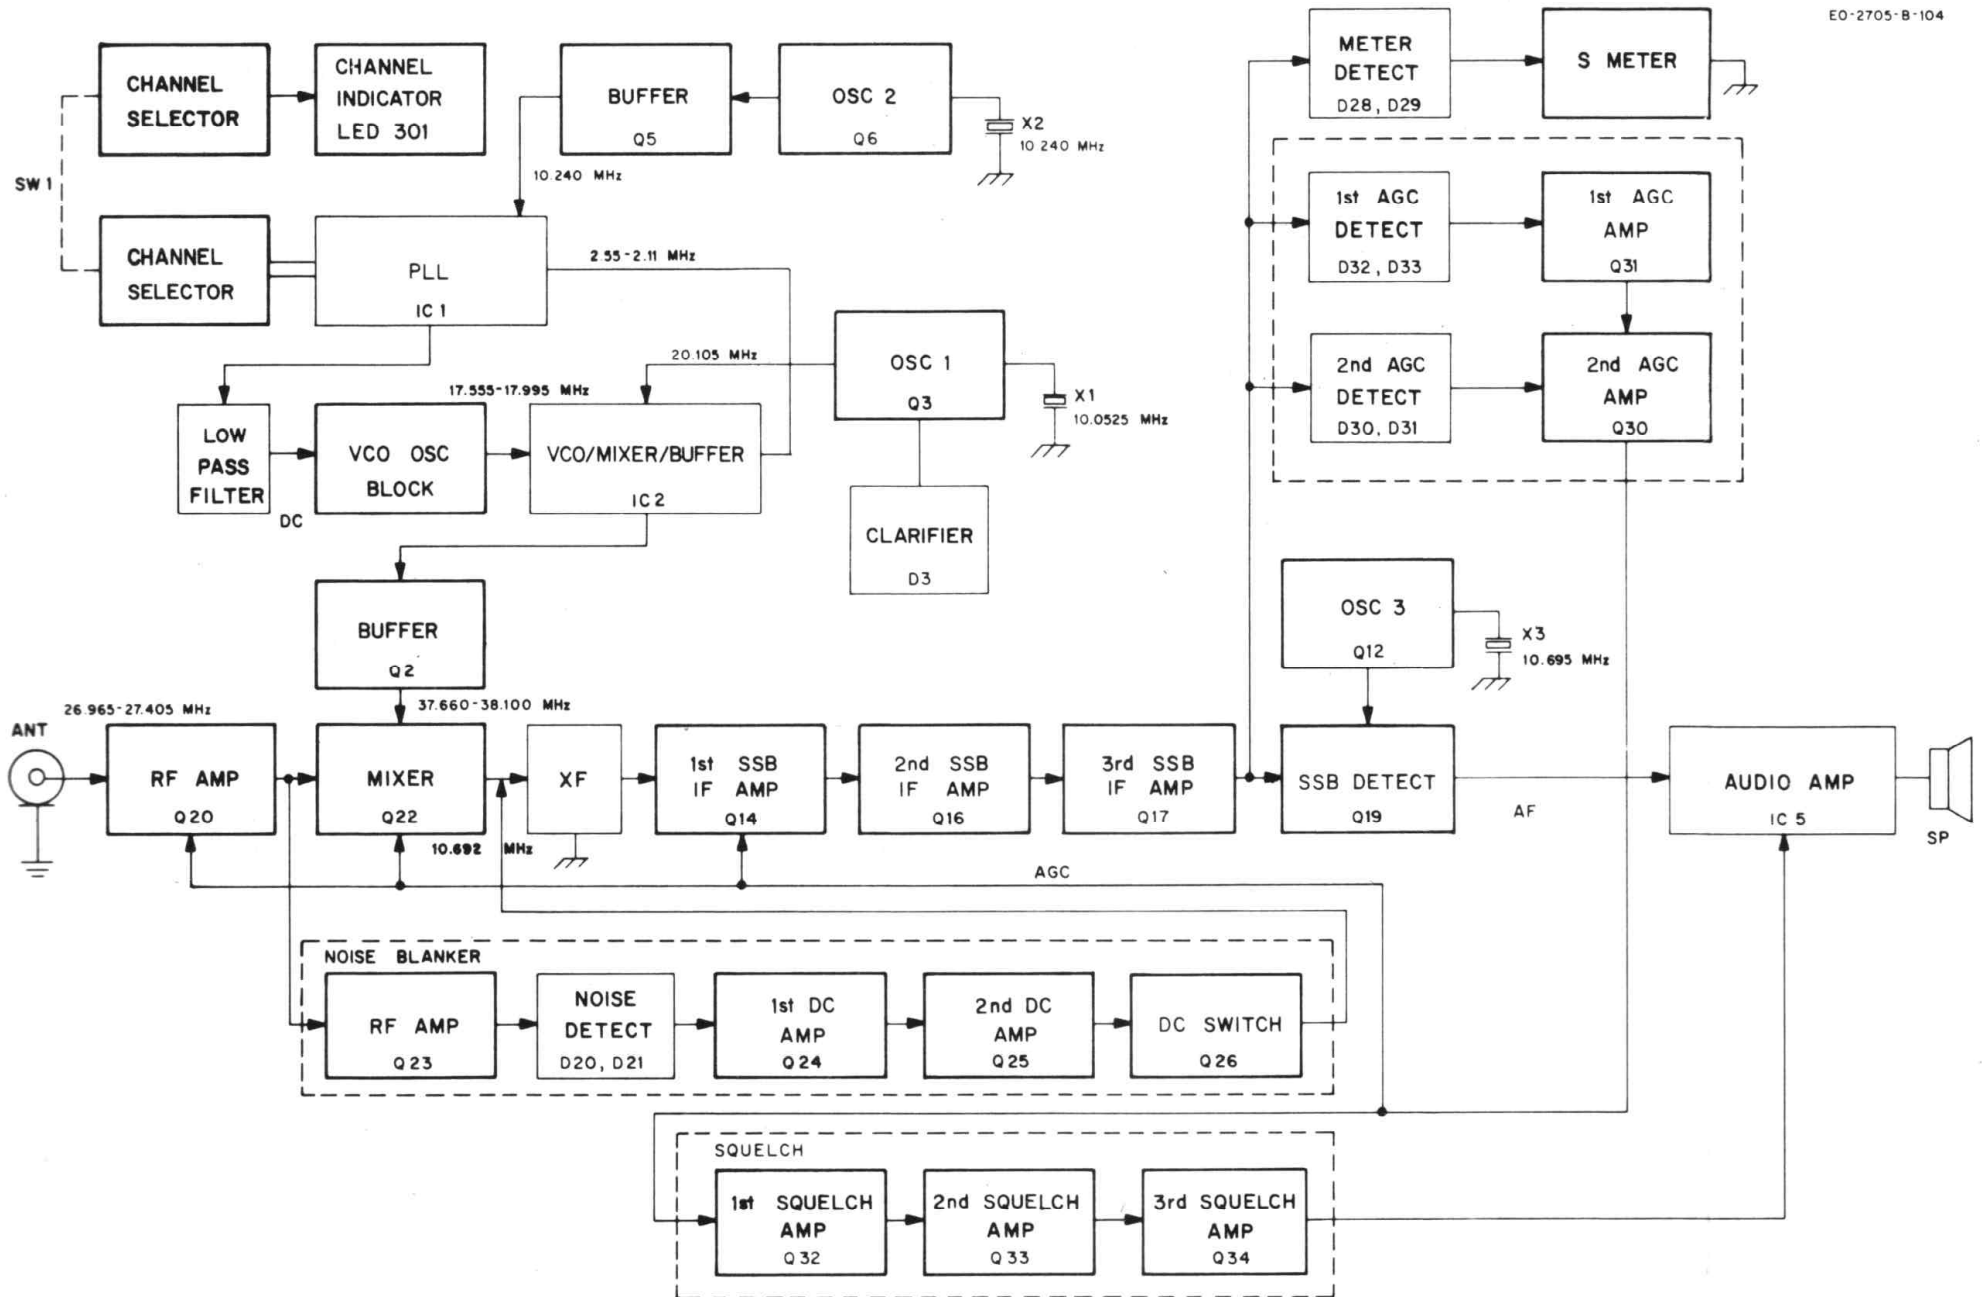 EO-2705-B-104
CHANNEL
SELECTOR
CHANNEL
INDICATOR
LED 301
BUFFER
Q5
OSC 2
Q6
X2
10.240 MHz
METER
DETECT
D28, D29
S METER
SW 1
10.240 MHz
CHANNEL
SELECTOR
PLL
IC 1
2.55-2.11 MHz
1st AGC
DETECT
D32, D33
1st AGC
AMP
Q31
20.105 MHz
OSC 1
Q3
X1
10.0525 MHz
2nd AGC
DETECT
D30, D31
2nd AGC
AMP
Q30
17.555-17.995 MHz
LOW
PASS
FILTER
DC
VCO OSC
BLOCK
VCO/MIXER/BUFFER
IC 2
CLARIFIER
D3
BUFFER
Q2
OSC 3
Q12
X3
10.695 MHz
26.965-27.405 MHz
37.660-38.100 MHz
ANT
RF AMP
Q20
MIXER
Q22
XF
1st SSB
IF AMP
Q14
2nd SSB
IF AMP
Q16
3rd SSB
IF AMP
Q17
SSB DETECT
Q19
AF
AUDIO AMP
IC 5
SP
10.692 MHz
AGC
NOISE BLANKER
RF AMP
Q23
NOISE
DETECT
D20, D21
1st DC
AMP
Q24
2nd DC
AMP
Q25
DC SWITCH
Q26
SQUELCH
1st SQUELCH
AMP
Q32
2nd SQUELCH
AMP
Q33
3rd SQUELCH
AMP
Q34